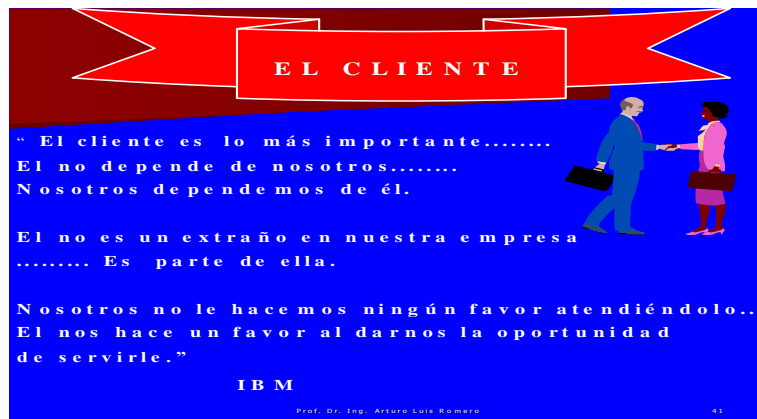 EL CLIENTE
“ El cliente es lo más importante........
El no depende de nosotros........
Nosotros dependemos de él.
El no es un extraño en nuestra empresa
......... Es parte de ella.
Nosotros no le hacemos ningún favor atendiéndolo..
El nos hace un favor al darnos la oportunidad
de servirle.”
IBM
Prof. Dr. Ing. Arturo Luis Romero 41